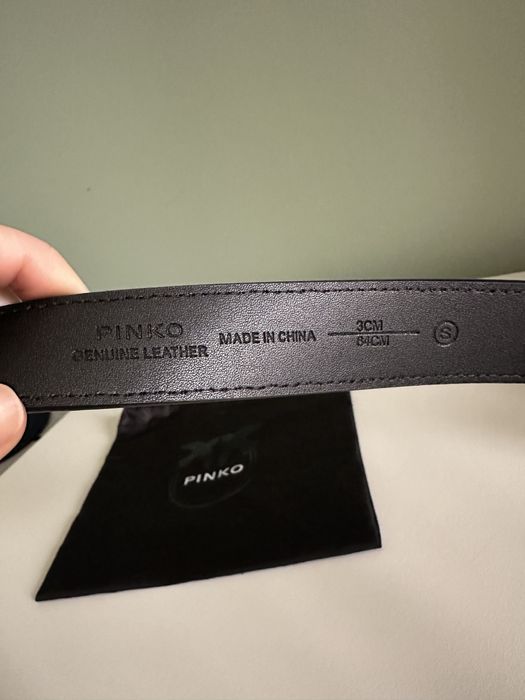 PINKO
GENUINE LEATHER
MADE IN CHINA
3CM
84CM
S
PINKO